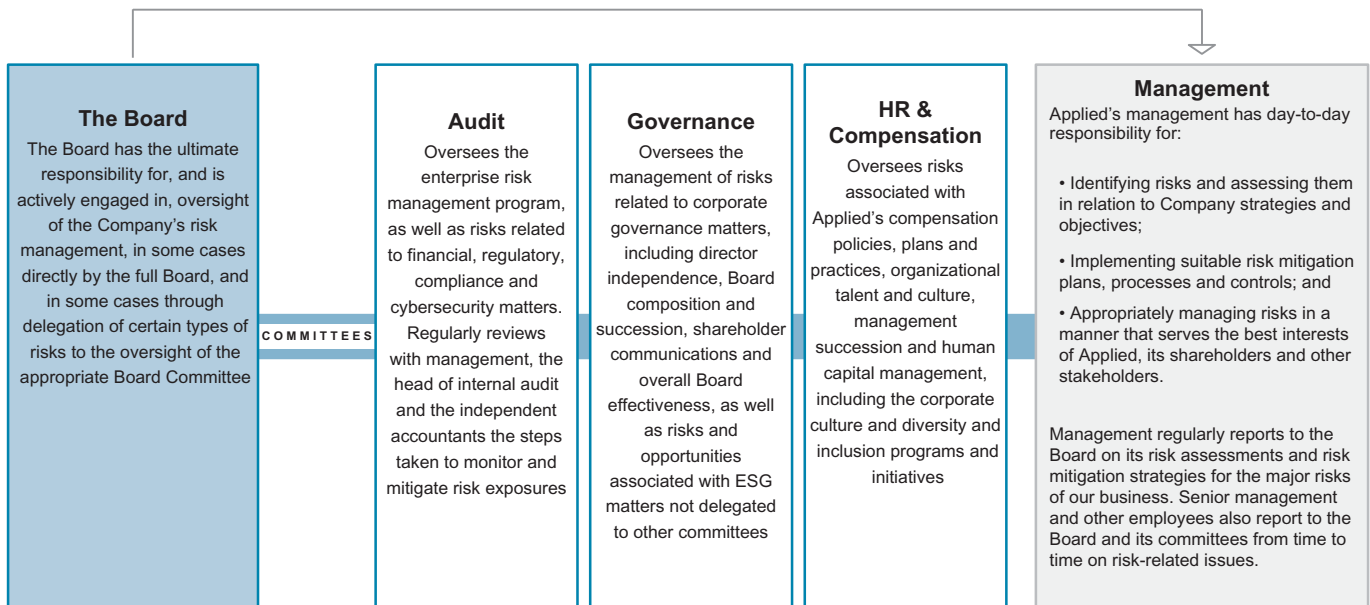 The Board
The Board has the ultimate
responsibility for, and is
actively engaged in, oversight
of the Company’s risk
management, in some cases
directly by the full Board, and
in some cases through
delegation of certain types of
risks to the oversight of the
appropriate Board Committee
COMMITTEES
Audit
Oversees the
enterprise risk
management program,
as well as risks related
to financial, regulatory,
compliance and
cybersecurity matters.
Regularly reviews
with management, the
head of internal audit
and the independent
accountants the steps
taken to monitor and
mitigate risk exposures
Governance
Oversees the
management of risks
related to corporate
governance matters,
including director
independence, Board
composition and
succession, shareholder
communications and
overall Board
effectiveness, as well
as risks and
opportunities
associated with ESG
matters not delegated
to other committees
HR &
Compensation
Oversees risks
associated with
Applied’s compensation
policies, plans and
practices, organizational
talent and culture,
management
succession and human
capital management,
including the corporate
culture and diversity and
inclusion programs and
initiatives
Management
Applied’s management has day-to-day
responsibility for:
• Identifying risks and assessing them
in relation to Company strategies and
objectives;
• Implementing suitable risk mitigation
plans, processes and controls; and
• Appropriately managing risks in a
manner that serves the best interests
of Applied, its shareholders and other
stakeholders.
Management regularly reports to the
Board on its risk assessments and risk
mitigation strategies for the major risks
of our business. Senior management
and other employees also report to the
Board and its committees from time to
time on risk-related issues.